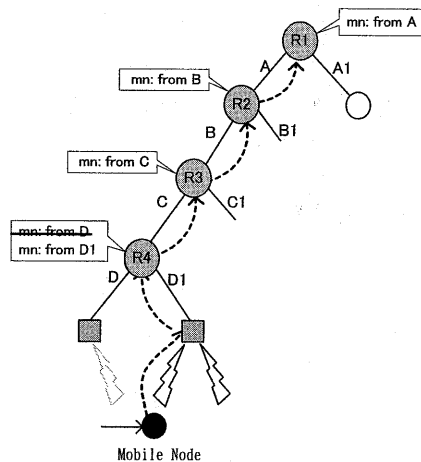 mn: from A
R1
A
A1
mn: from B
R2
B
B1
mn: from C
R3
C
C1
mn: from D
mn: from D1
R4
D
D1
Mobile Node